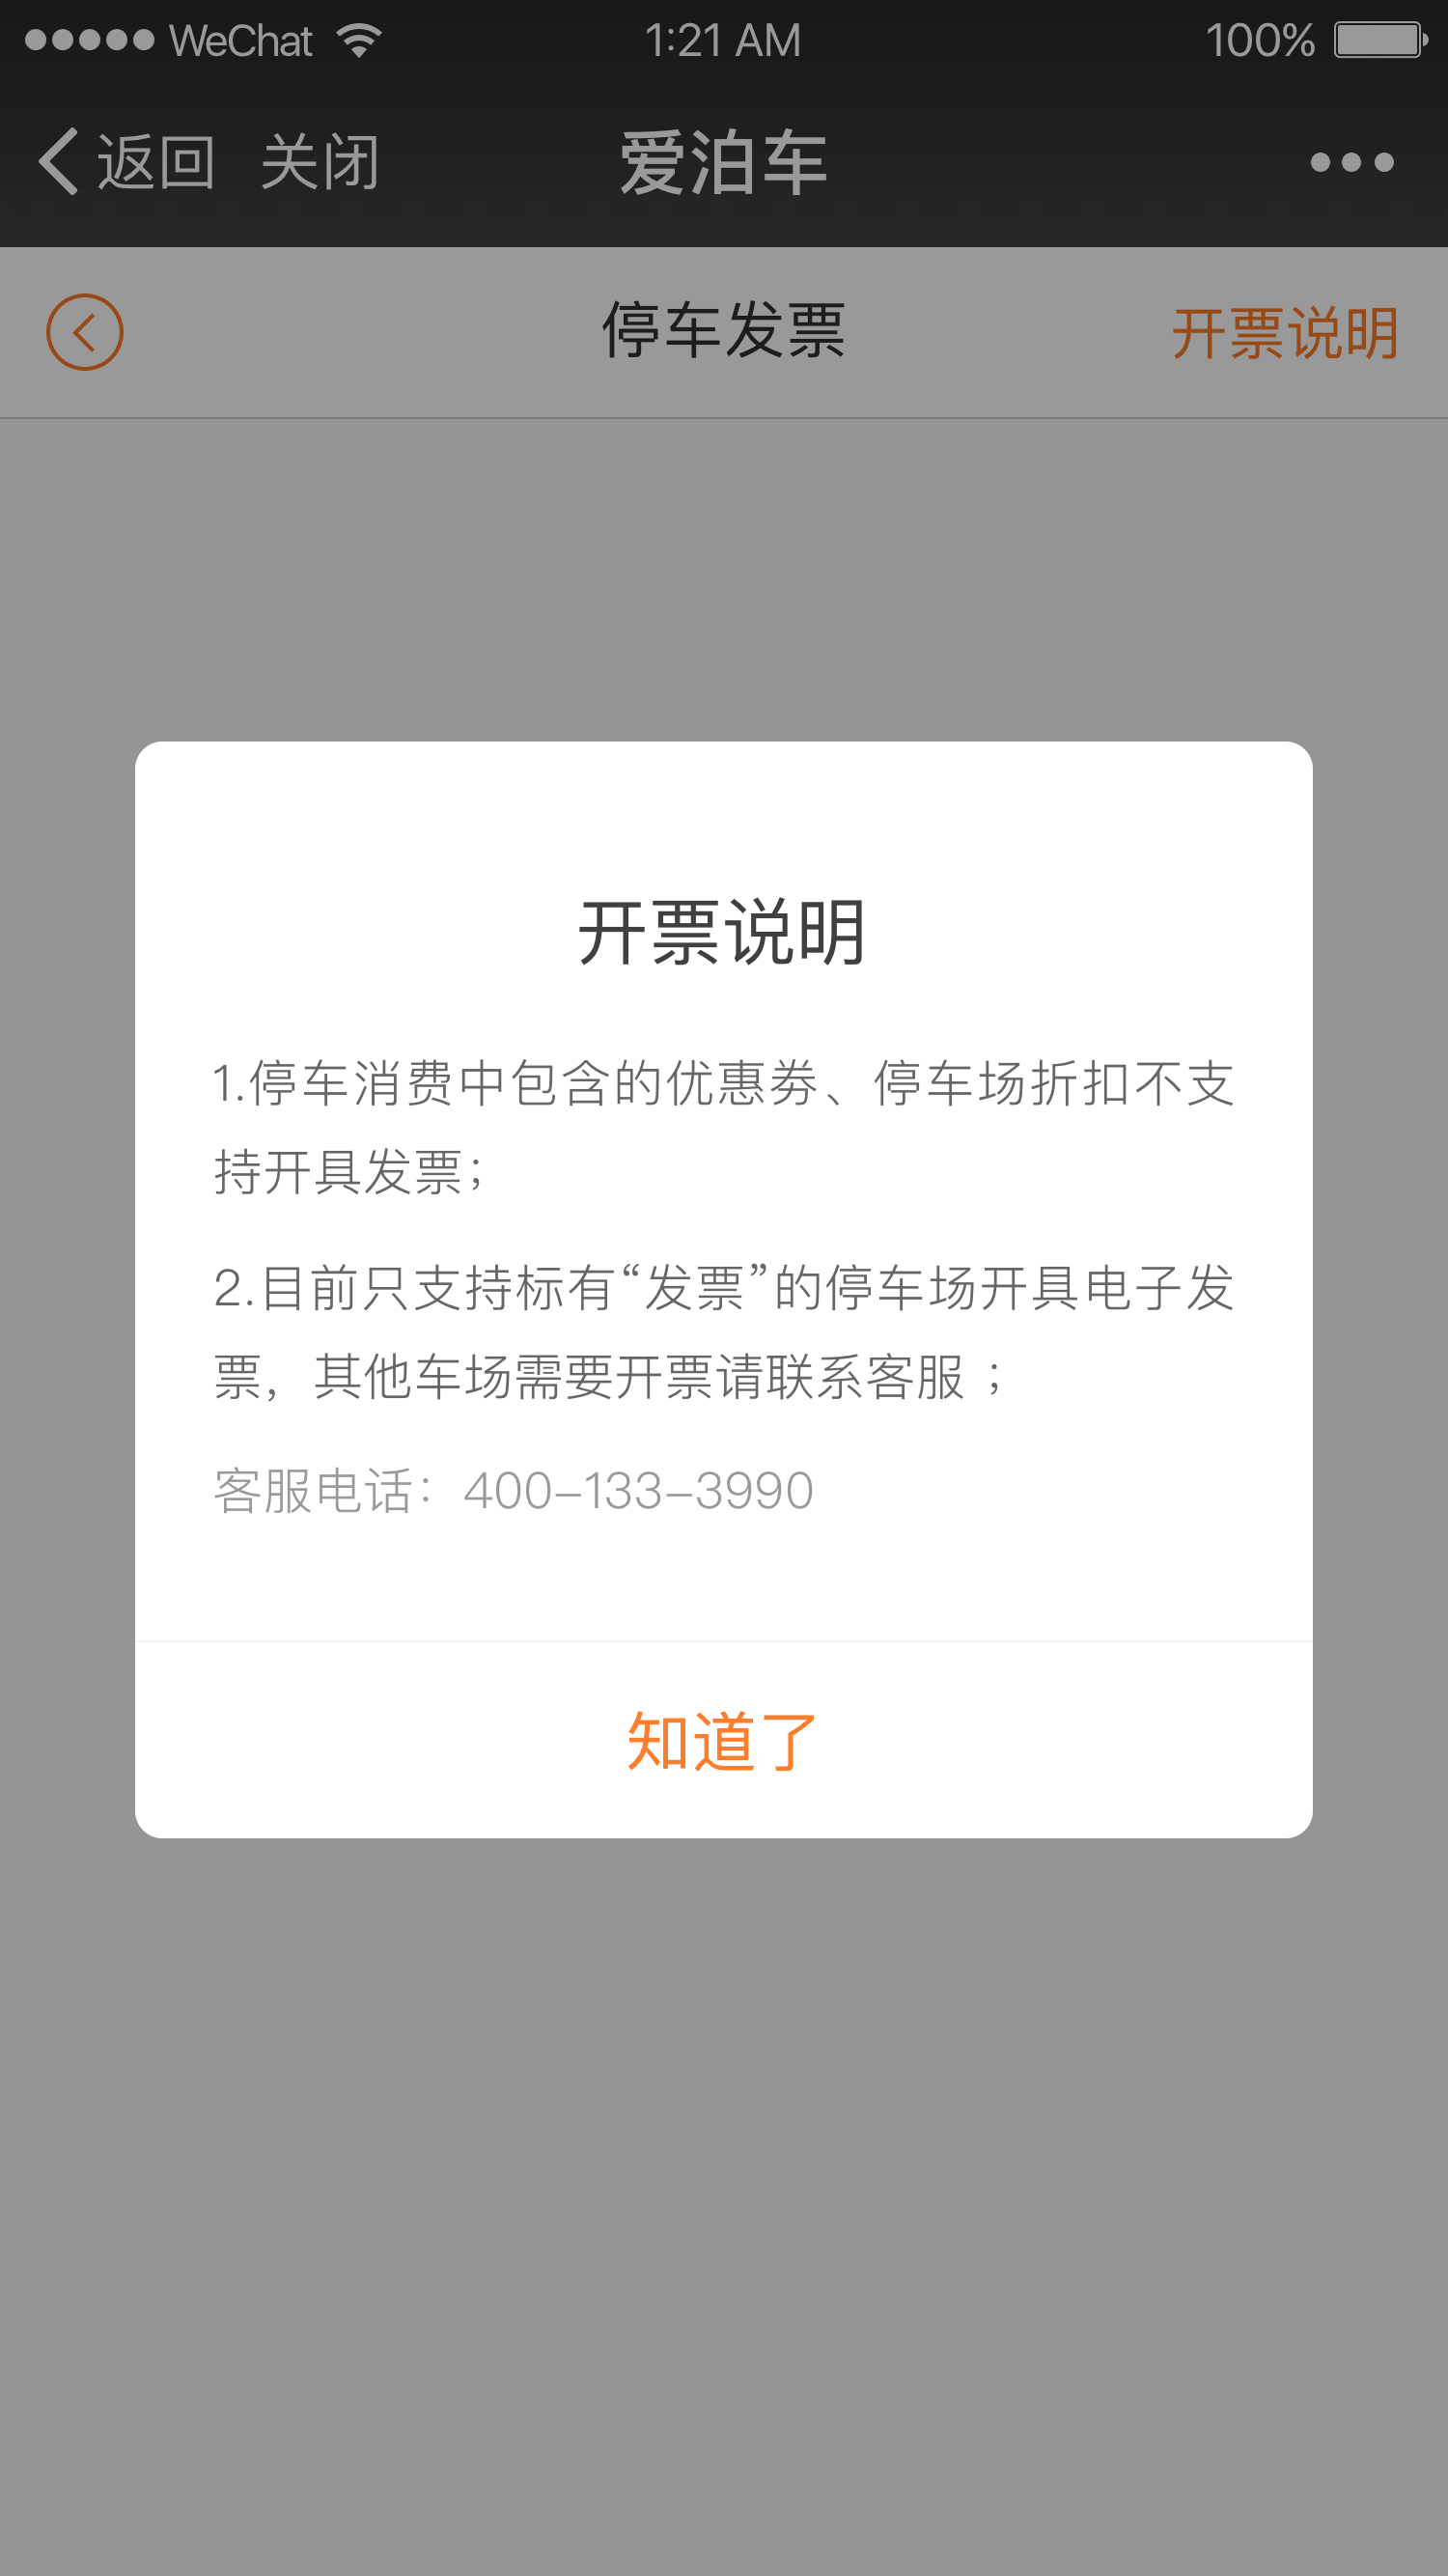 WeChat 1:21 AM 100%
返回 关闭 爱泊车
停车发票 开票说明
开票说明
1.停车消费中包含的优惠券、停车场折扣不支
持开具发票；
2.目前只支持标有“发票”的停车场开具电子发
票，其他车场需要开票请联系客服 ；
客服电话：400-133-3990
知道了